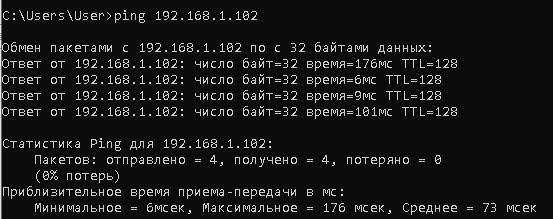 C:\Users\User>ping 192.168.1.102
Обмен пакетами с 192.168.1.102 по с 32 байтами данных:
Ответ от 192.168.1.102: число байт=32 время=176мс TTL=128
Ответ от 192.168.1.102: число байт=32 время=6мс TTL=128
Ответ от 192.168.1.102: число байт=32 время=9мс TTL=128
Ответ от 192.168.1.102: число байт=32 время=101мс TTL=128
Статистика Ping для 192.168.1.102:
Пакетов: отправлено = 4, получено = 4, потеряно = 0
(0% потерь)
Приблизительное время приема-передачи в мс:
Минимальное = 6мсек, Максимальное = 176 мсек, Среднее = 73 мсек